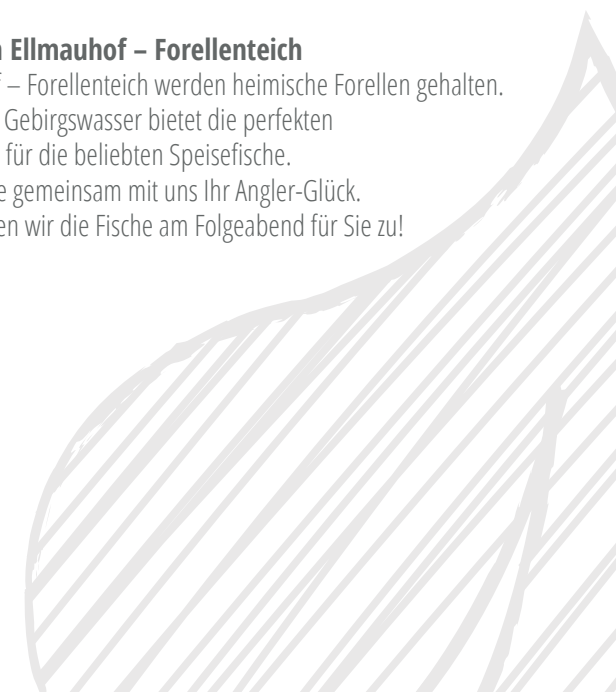 Ellmauhof – Forellenteich
– Forellenteich werden heimische Forellen gehalten.
Gebirgswasser bietet die perfekten
für die beliebten Speisefische.
gemeinsam mit uns Ihr Angler-Glück.
wir die Fische am Folgeabend für Sie zu!